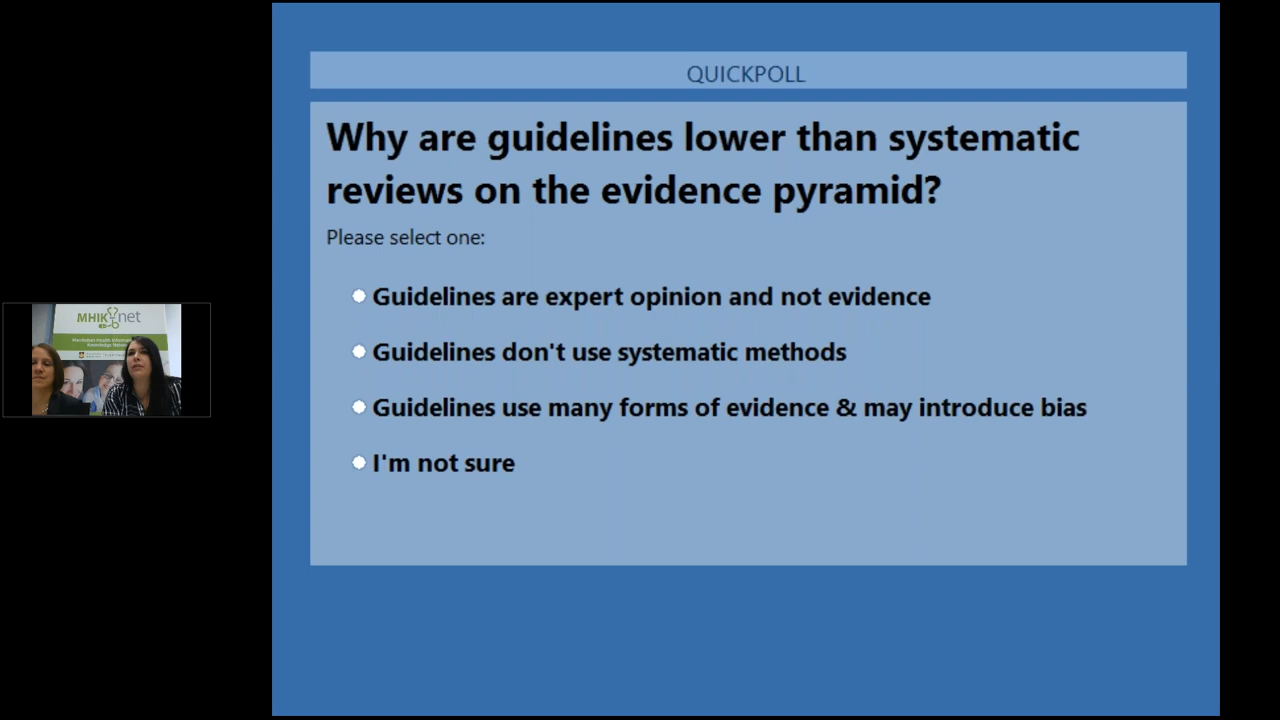 QUICKPOLL
Why are guidelines lower than systematic
reviews on the evidence pyramid?
Please select one:
Guidelines are expert opinion and not evidence
Guidelines don't use systematic methods
Guidelines use many forms of evidence & may introduce bias
I'm not sure
MHIK net